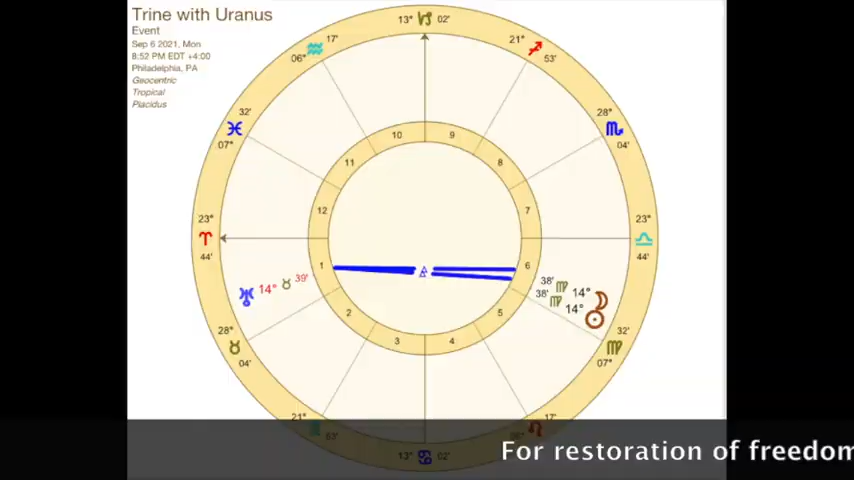 Trine with Uranus
Event
Sep 6 2021, Mon
8:52 PM EDT +4:00
Philadelphia, PA
Geocentric
Tropical
Placidus
13° ♑ 02'
06° ♒ 17'
21° ♐ 53'
07° ♓ 32'
28° ♏ 04'
10 9
11 8
12 7
23° ♈ 44'
23° ♎ 44'
1 6
♅ 14° ♉ 39'
38' ♍ 14° ☽
38' ♍ 14° ☉
2 5
3 4
28° ♉ 04'
32' ♍ 07°
21° 53'
17' ♌
13° ♋ 02'
For restoration of freedom